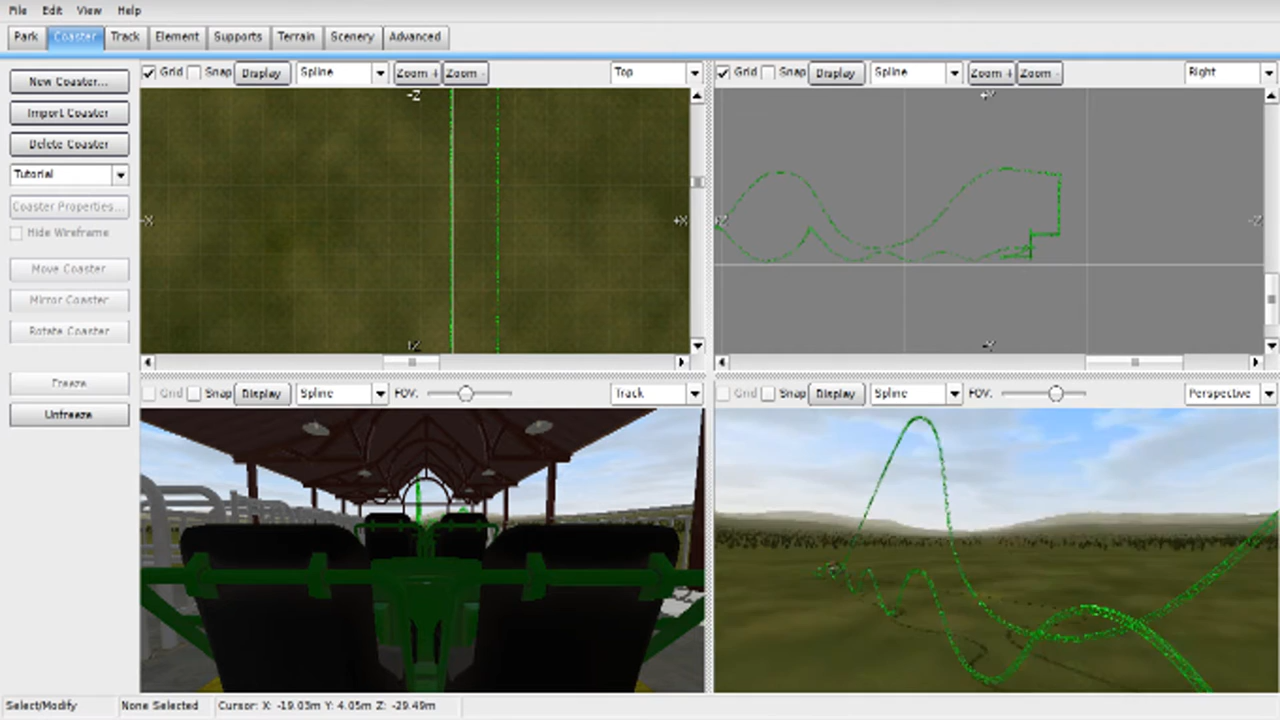 File Edit View Help
Park Coaster Track Element Supports Terrain Scenery Advanced
New Coaster...
Import Coaster
Delete Coaster
Tutorial
Coaster Properties...
Hide Wireframe
Move Coaster
Mirror Coaster
Rotate Coaster
Freeze
Unfreeze
Grid Snap Display Spline Zoom + Zoom - Top
-Z
-X +X
Grid Snap Display Spline Zoom + Zoom - Right
+Y
-Z
-Y
Grid Snap Display Spline FOV: Track
Grid Snap Display Spline FOV: Perspective
Select/Modify None Selected Cursor: X: -19.03m Y: 4.05m Z: -29.49m